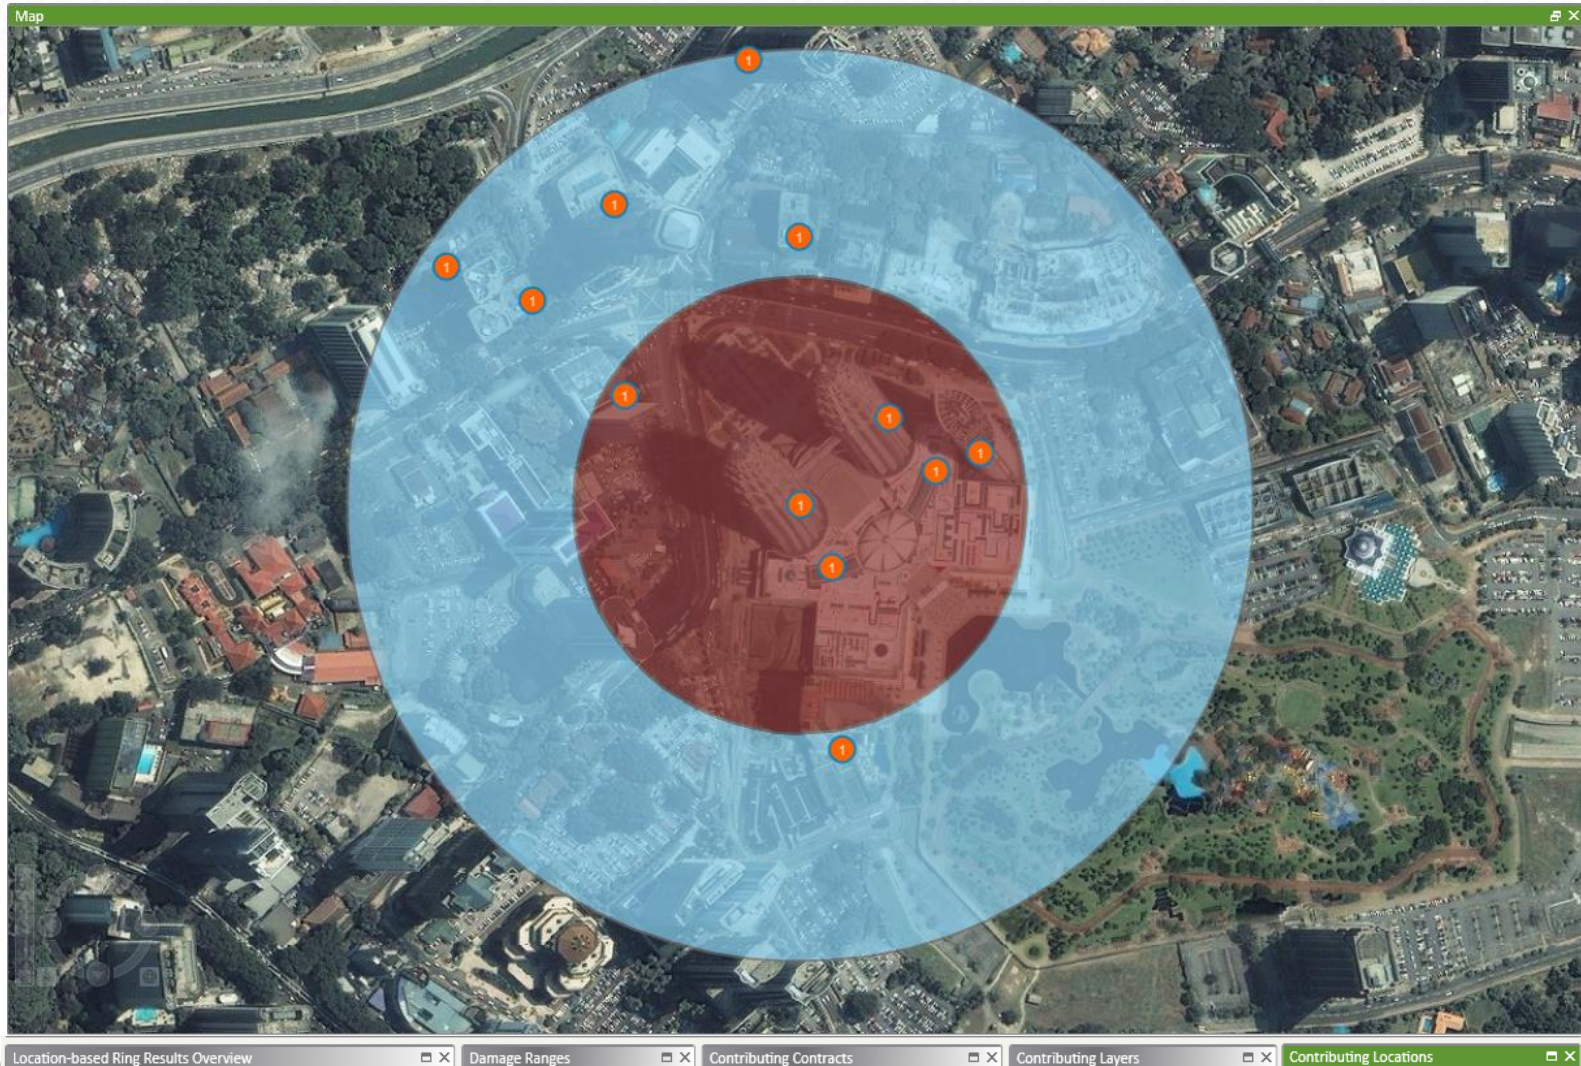 Map
1
1
1
1
1
1
1
1
1
1
1
1
Location-based Ring Results Overview
Damage Ranges
Contributing Contracts
Contributing Layers
Contributing Locations